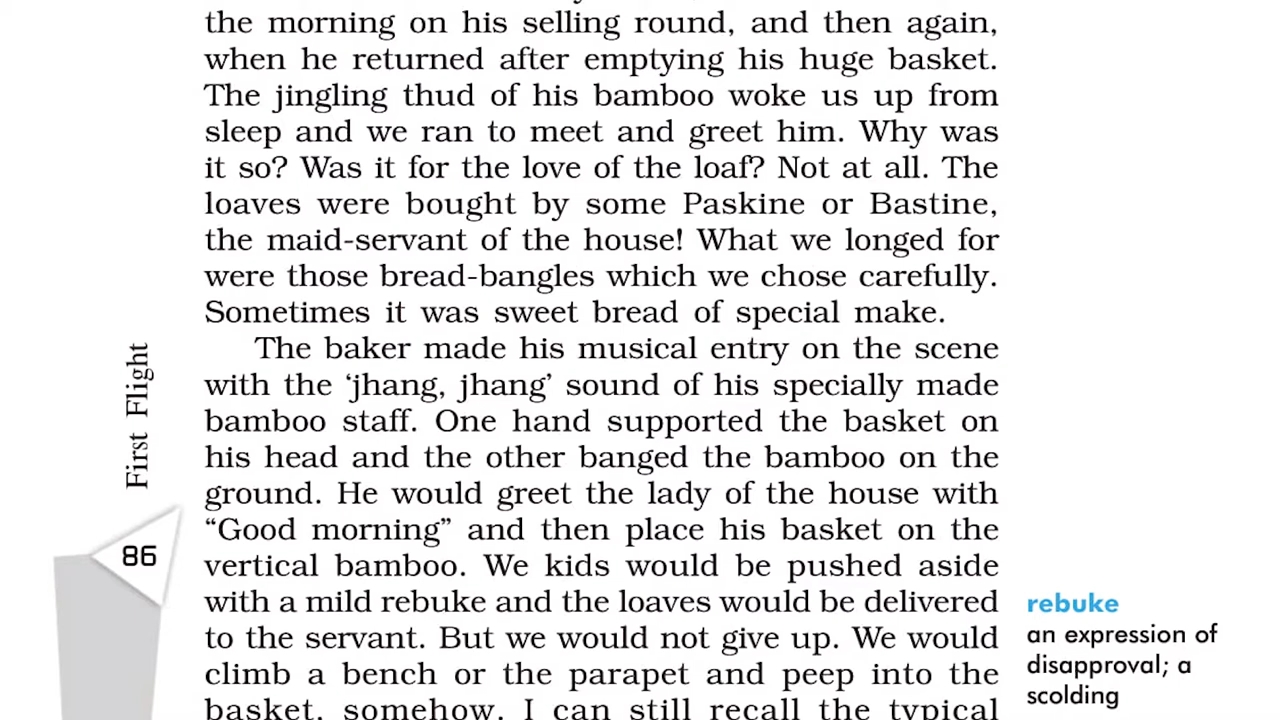 the morning on his selling round, and then again,
when he returned after emptying his huge basket.
The jingling thud of his bamboo woke us up from
sleep and we ran to meet and greet him. Why was
it so? Was it for the love of the loaf? Not at all. The
loaves were bought by some Paskine or Bastine,
the maid-servant of the house! What we longed for
were those bread-bangles which we chose carefully.
Sometimes it was sweet bread of special make.
The baker made his musical entry on the scene
with the ‘jhang, jhang’ sound of his specially made
bamboo staff. One hand supported the basket on
his head and the other banged the bamboo on the
ground. He would greet the lady of the house with
“Good morning” and then place his basket on the
vertical bamboo. We kids would be pushed aside
with a mild rebuke and the loaves would be delivered
to the servant. But we would not give up. We would
climb a bench or the parapet and peep into the
basket, somehow. I can still recall the typical
First Flight
86
rebuke
an expression of
disapproval; a
scolding